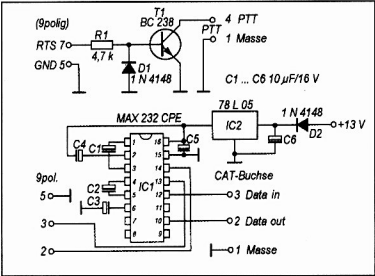 (9polig)
T1
BC 238
4 PTT
PTT
RTS 7
R1
4,7 k
1 Masse
GND 5
D1
1 N 4148
C1 ... C6 10µF/16 V
MAX 232 CPE
78 L 05
1 N 4148
IC2
D2
+13 V
C4
C1
C5
C6
1 16
2 15
3 14
4 13
5 12
6 11
7 10
8 9
IC1
C2
C3
CAT-Buchse
9pol.
5
3 Data in
3
2 Data out
2
1 Masse